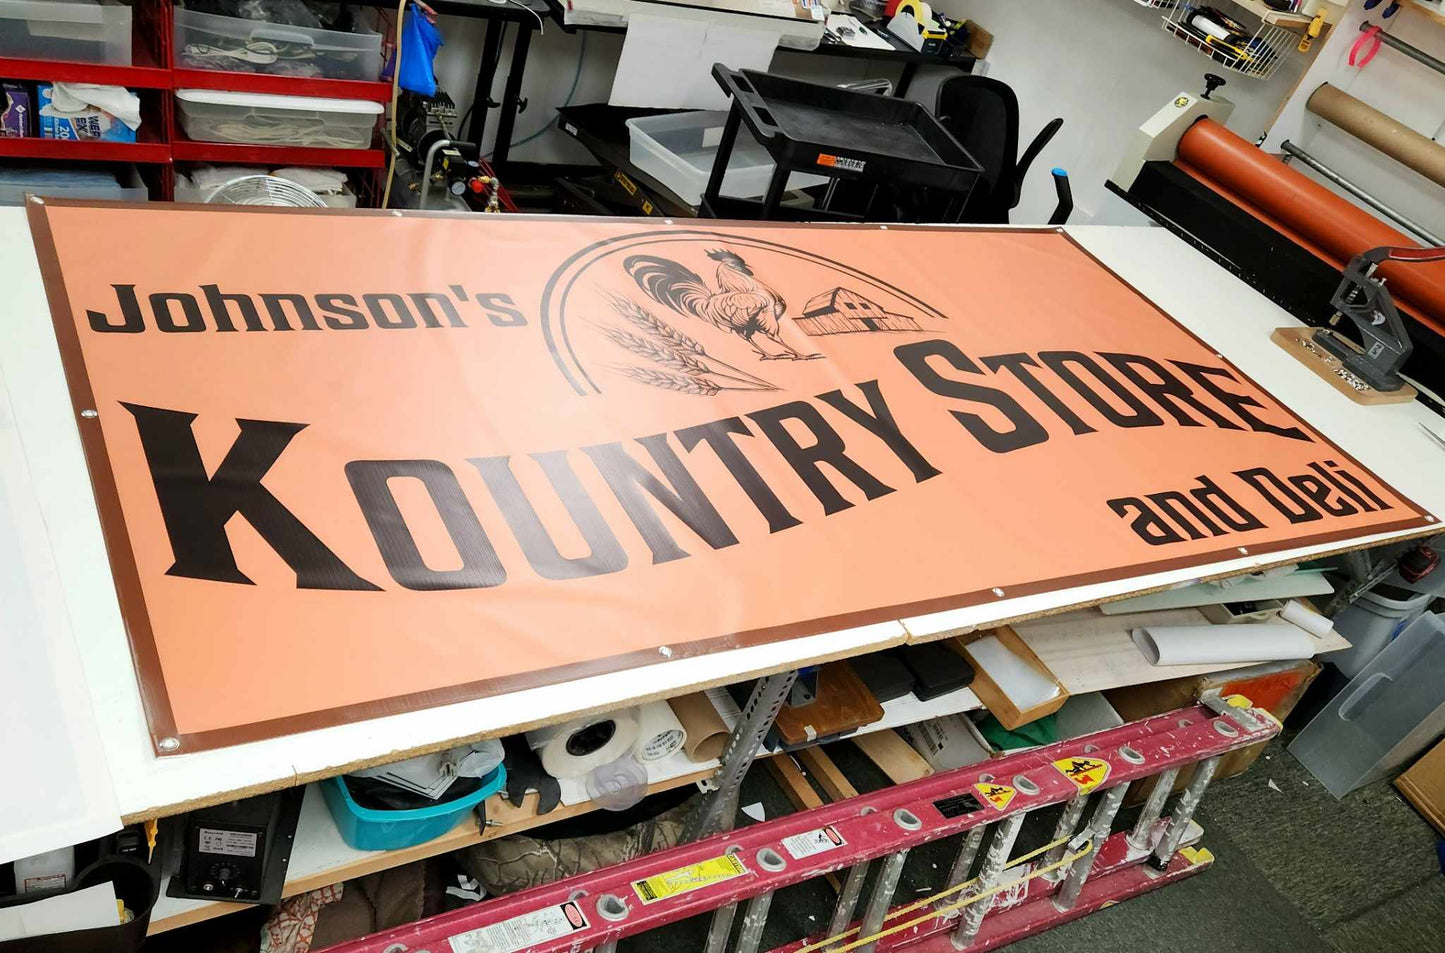 Johnson's
Kountry Store
and Deli